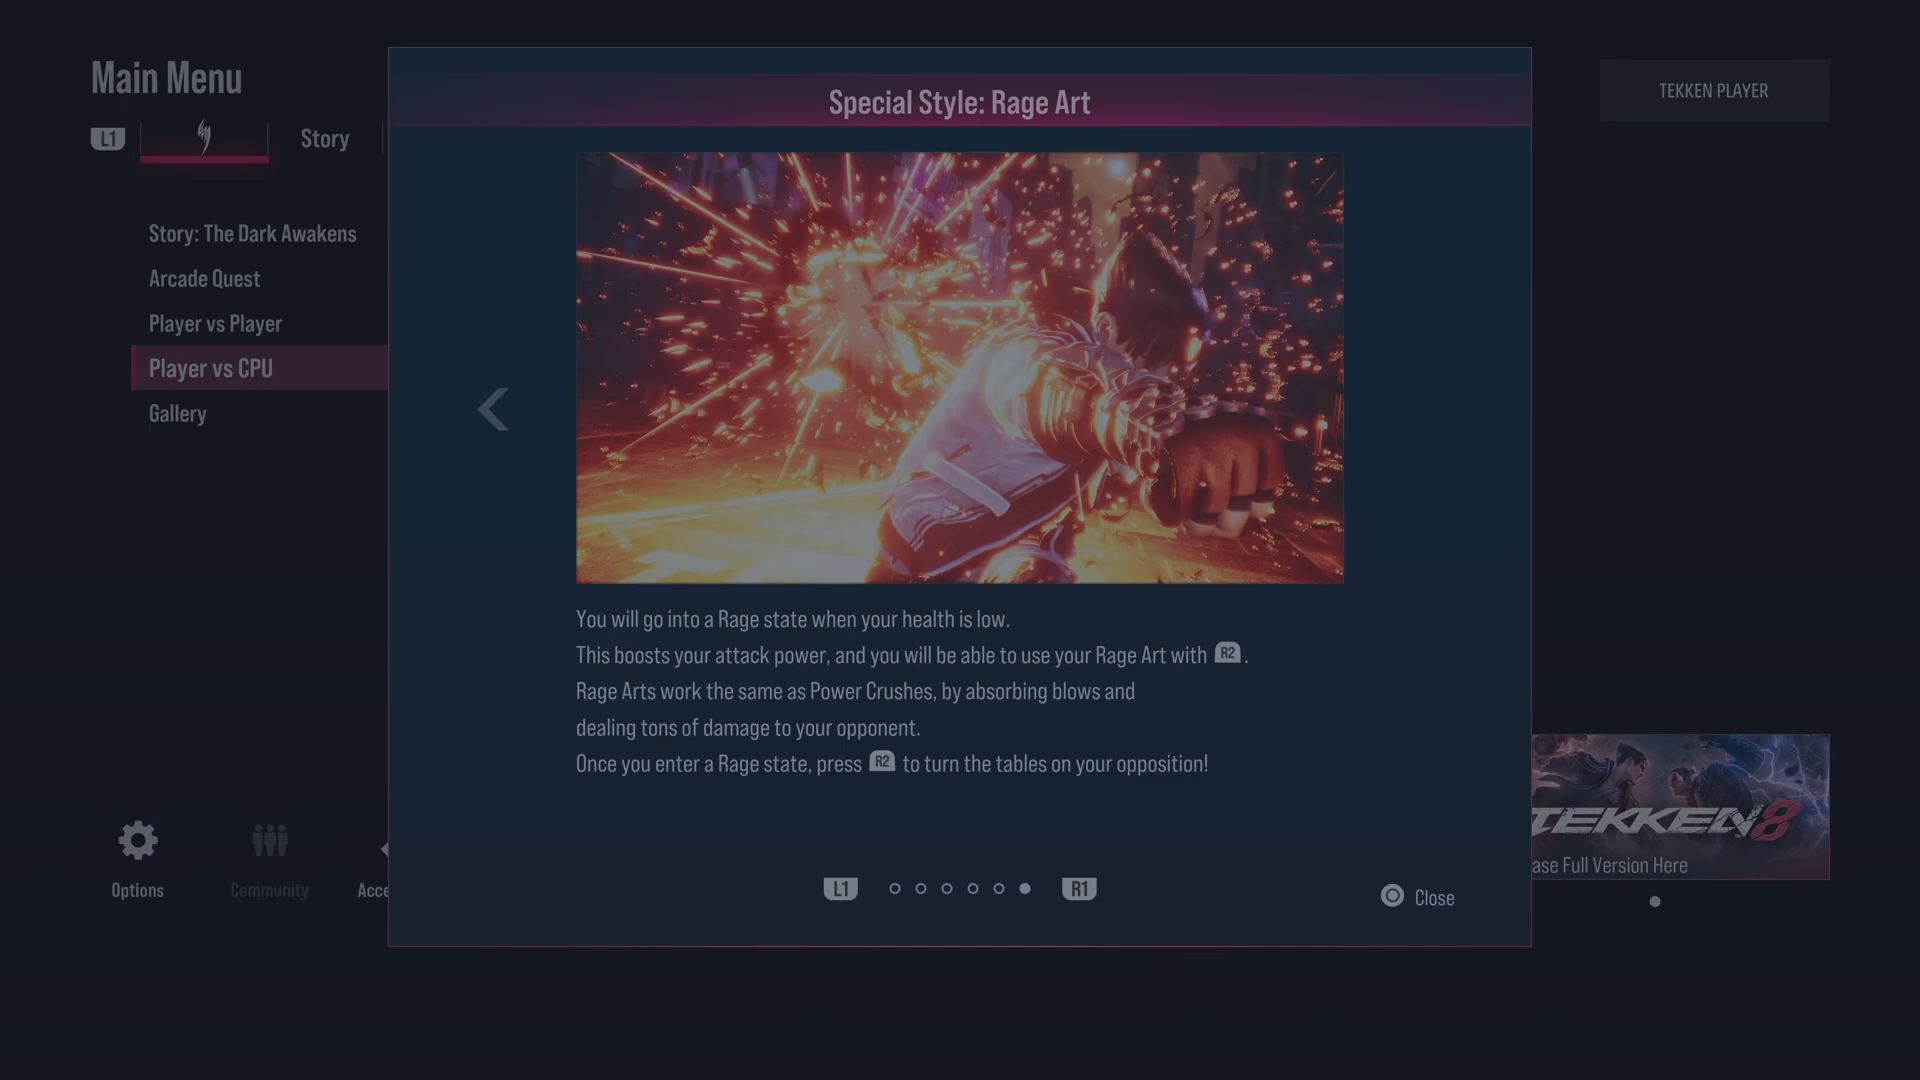 Main Menu
TEKKEN PLAYER
L1
Story
Story: The Dark Awakens
Arcade Quest
Player vs Player
Player vs CPU
Gallery
Special Style: Rage Art
You will go into a Rage state when your health is low.
This boosts your attack power, and you will be able to use your Rage Art with R2.
Rage Arts work the same as Power Crushes, by absorbing blows and
dealing tons of damage to your opponent.
Once you enter a Rage state, press R2 to turn the tables on your opposition!
L1
R1
Close
Options
Community
Acce
TEKKEN 8
ase Full Version Here